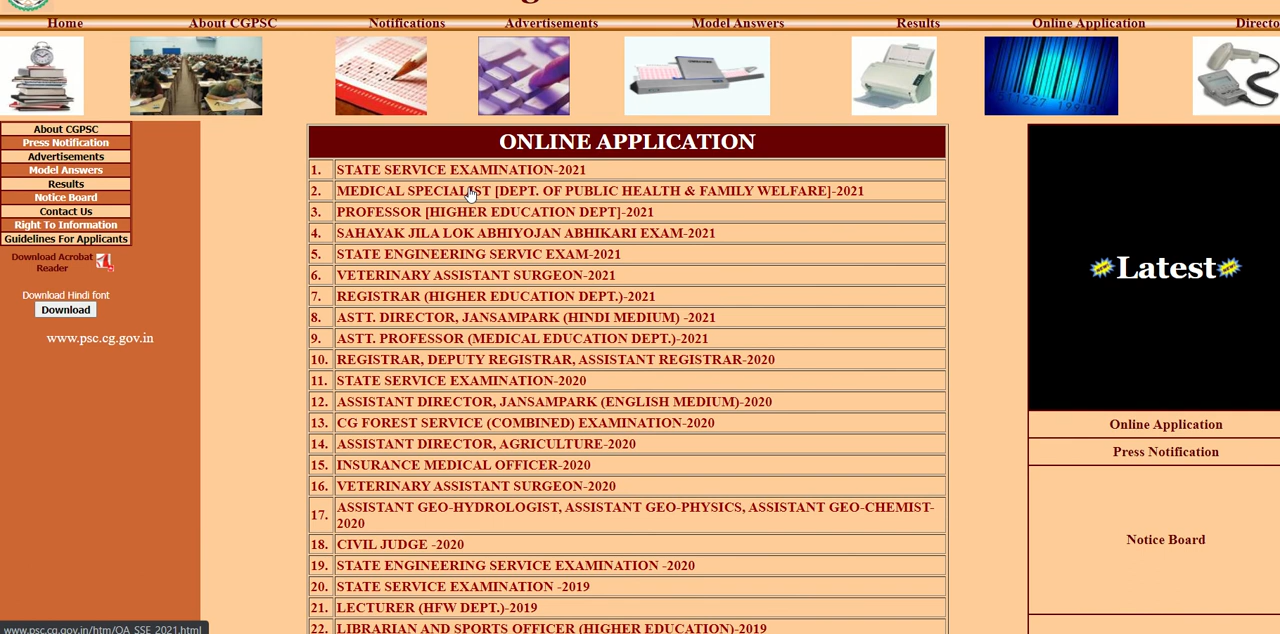 Home About CGPSC Notifications Advertisements Model Answers Results Online Application Directo
About CGPSC
Press Notification
Advertisements
Model Answers
Results
Notice Board
Contact Us
Right To Information
Guidelines For Applicants
Download Acrobat
Reader
Download Hindi font
Download
www.psc.cg.gov.in
ONLINE APPLICATION
1. STATE SERVICE EXAMINATION-2021
2. MEDICAL SPECIALIST [DEPT. OF PUBLIC HEALTH & FAMILY WELFARE]-2021
3. PROFESSOR [HIGHER EDUCATION DEPT]-2021
4. SAHAYAK JILA LOK ABHIYOJAN ABHIKARI EXAM-2021
5. STATE ENGINEERING SERVIC EXAM-2021
6. VETERINARY ASSISTANT SURGEON-2021
7. REGISTRAR (HIGHER EDUCATION DEPT.)-2021
8. ASTT. DIRECTOR, JANSAMPARK (HINDI MEDIUM) -2021
9. ASTT. PROFESSOR (MEDICAL EDUCATION DEPT.)-2021
10. REGISTRAR, DEPUTY REGISTRAR, ASSISTANT REGISTRAR-2020
11. STATE SERVICE EXAMINATION-2020
12. ASSISTANT DIRECTOR, JANSAMPARK (ENGLISH MEDIUM)-2020
13. CG FOREST SERVICE (COMBINED) EXAMINATION-2020
14. ASSISTANT DIRECTOR, AGRICULTURE-2020
15. INSURANCE MEDICAL OFFICER-2020
16. VETERINARY ASSISTANT SURGEON-2020
17. ASSISTANT GEO-HYDROLOGIST, ASSISTANT GEO-PHYSICS, ASSISTANT GEO-CHEMIST-
2020
18. CIVIL JUDGE -2020
19. STATE ENGINEERING SERVICE EXAMINATION -2020
20. STATE SERVICE EXAMINATION -2019
21. LECTURER (HFW DEPT.)-2019
22. LIBRARIAN AND SPORTS OFFICER (HIGHER EDUCATION)-2019
Latest
Online Application
Press Notification
Notice Board
www.psc.cg.gov.in/htm/OA_SSE_2021.html